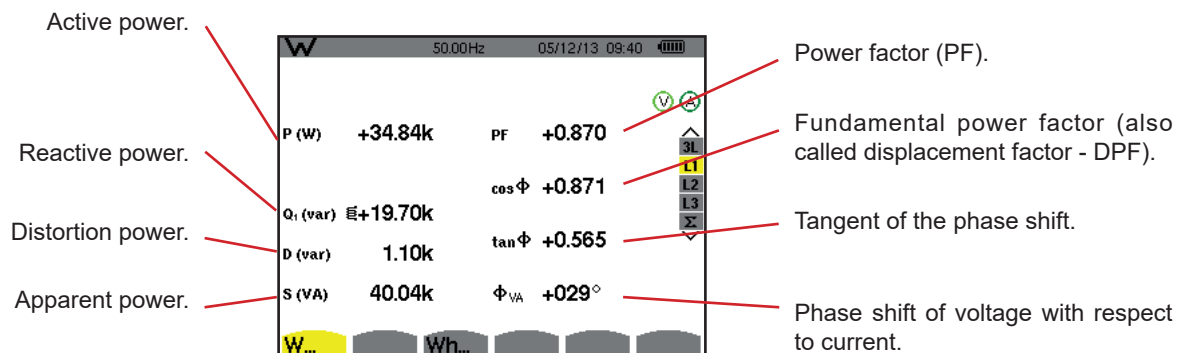 Active power.
Reactive power.
Distortion power.
Apparent power.
W 50.00Hz 05/12/13 09:40
V A
P (W) +34.84k PF +0.870
cos Φ +0.871
Q₁ (var) +19.70k
tan Φ +0.565
D (var) 1.10k
S (VA) 40.04k Φ VA +029°
3L
L1
L2
L3
Σ
W... Wh...
Power factor (PF).
Fundamental power factor (also
called displacement factor - DPF).
Tangent of the phase shift.
Phase shift of voltage with respect
to current.